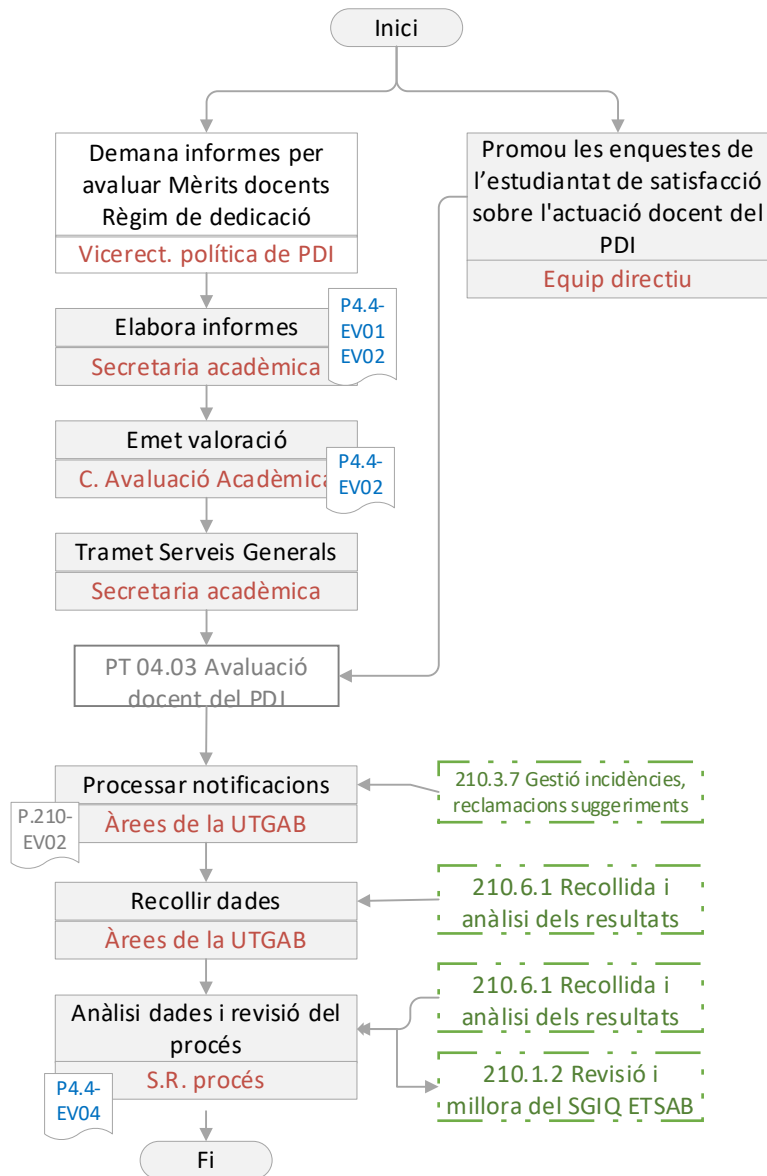 Inici
Demana informes per
avaluar Mèrits docents
Règim de dedicació
Vicerect. política de PDI
Promou les enquestes de
l’estudiantat de satisfacció
sobre l'actuació docent del
PDI
Equip directiu
Elabora informes
Secretaria acadèmica
P4.4-
EV01
EV02
Emet valoració
C. Avaluació Acadèmica
P4.4-
EV02
Tramet Serveis Generals
Secretaria acadèmica
PT 04.03 Avaluació
docent del PDI
Processar notificacions
Àrees de la UTGAB
P.210-
EV02
210.3.7 Gestió incidències,
reclamacions suggeriments
Recollir dades
Àrees de la UTGAB
210.6.1 Recollida i
anàlisi dels resultats
Anàlisi dades i revisió del
procés
S.R. procés
P4.4-
EV04
210.6.1 Recollida i
anàlisi dels resultats
210.1.2 Revisió i
millora del SGIQ ETSAB
Fi